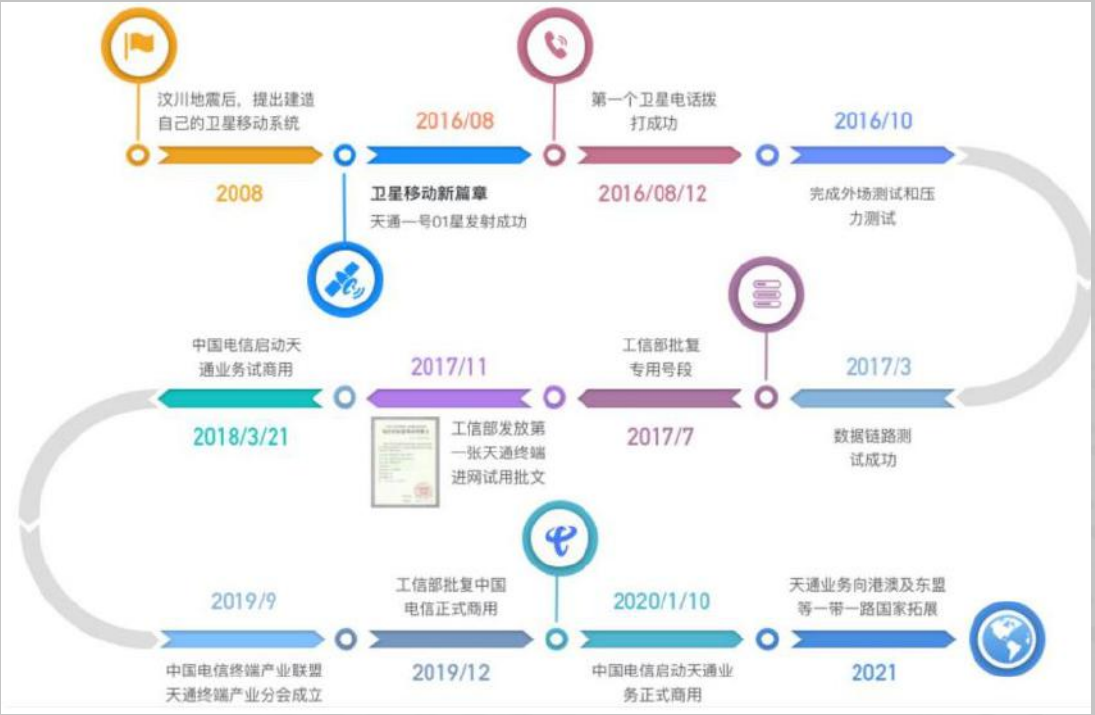 汶川地震后，提出建造
自己的卫星移动系统
2008
2016/08
卫星移动新篇章
天通一号01星发射成功
第一个卫星电话拨
打成功
2016/08/12
2016/10
完成外场测试和压
力测试
2017/3
数据链路测
试成功
工信部批复
专用号段
2017/7
2017/11
工信部发放第
一张天通终端
进网试用批文
中国电信启动天
通业务试商用
2018/3/21
2019/9
中国电信终端产业联盟
天通终端产业分会成立
工信部批复中国
电信正式商用
2019/12
2020/1/10
中国电信启动天通业
务正式商用
天通业务向港澳及东盟
等一带一路国家拓展
2021